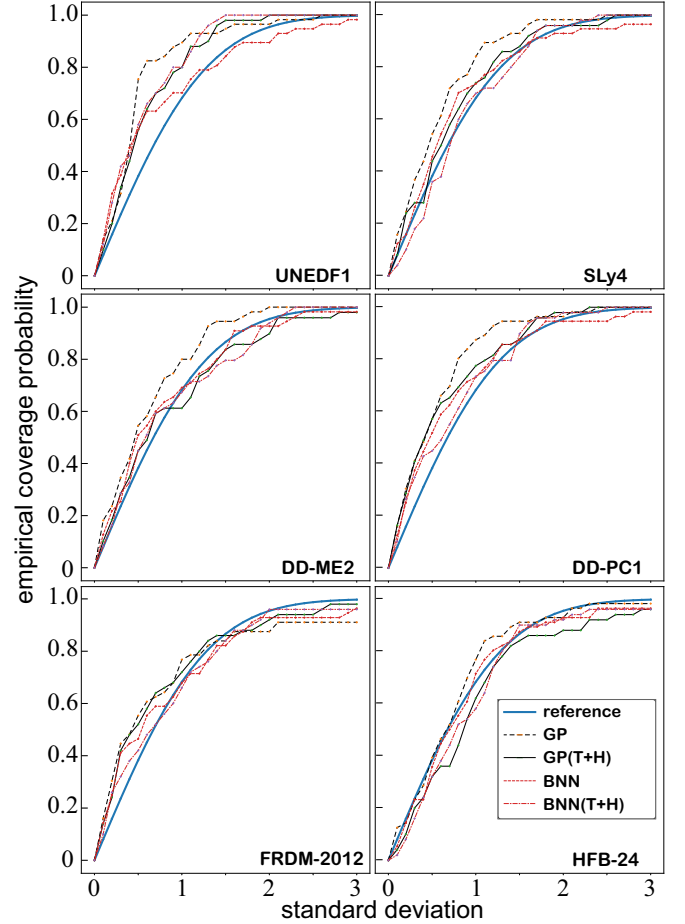 empirical coverage probability
1.0
0.8
0.6
0.4
0.2
0
UNEDF1
SLy4
1.0
0.8
0.6
0.4
0.2
0
DD-ME2
DD-PC1
1.0
0.8
0.6
0.4
0.2
0
FRDM-2012
reference
GP
GP(T+H)
BNN
BNN(T+H)
HFB-24
0 1 2 3 0 1 2 3
standard deviation